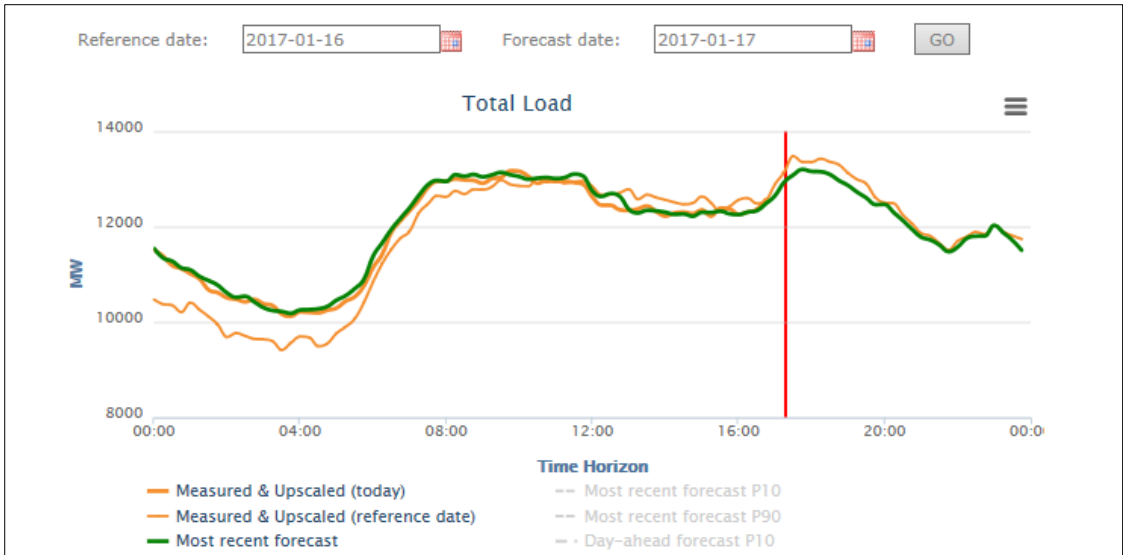 Reference date: 2017-01-16 Forecast date: 2017-01-17 GO
Total Load
14000
12000
10000
8000
MW
00:00 04:00 08:00 12:00 16:00 20:00 00:0
Time Horizon
Measured & Upscaled (today) Most recent forecast P10
Measured & Upscaled (reference date) Most recent forecast P90
Most recent forecast Day-ahead forecast P10